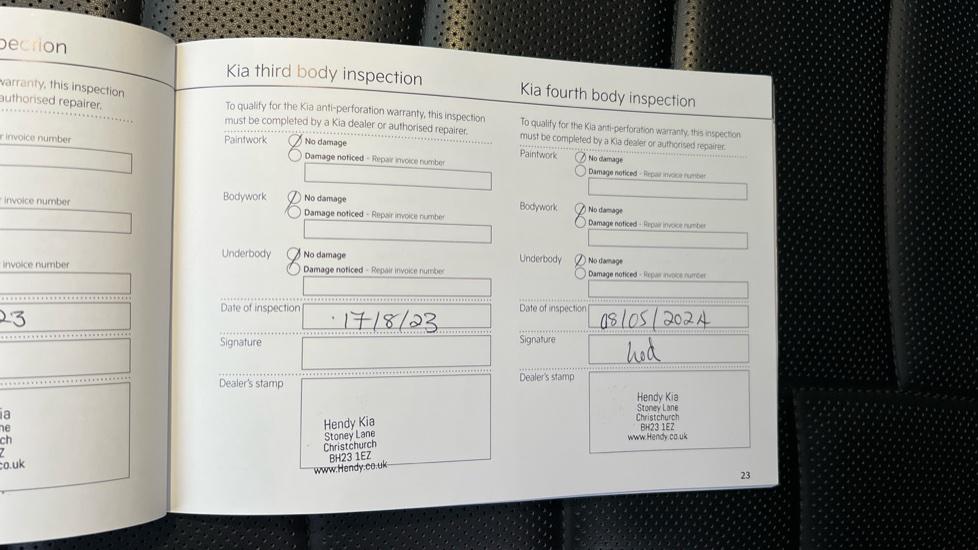 pection
warranty, this inspection
authorised repairer.
invoice number
invoice number
invoice number
23
ia
ne
ch
Z
co.uk
Kia third body inspection
To qualify for the Kia anti-perforation warranty, this inspection
must be completed by a Kia dealer or authorised repairer.
Paintwork No damage
Damage noticed - Repair invoice number
Bodywork No damage
Damage noticed - Repair invoice number
Underbody No damage
Damage noticed - Repair invoice number
Date of inspection 17/8/23
Signature
Dealer's stamp
Hendy Kia
Stoney Lane
Christchurch
BH23 1EZ
www.Hendy.co.uk
Kia fourth body inspection
To qualify for the Kia anti-perforation warranty, this inspection
must be completed by a Kia dealer or authorised repairer.
Paintwork No damage
Damage noticed - Repair invoice number
Bodywork No damage
Damage noticed - Repair invoice number
Underbody No damage
Damage noticed - Repair invoice number
Date of inspection 08/05/2024
Signature
Dealer's stamp
Hendy Kia
Stoney Lane
Christchurch
BH23 1EZ
www.Hendy.co.uk
23